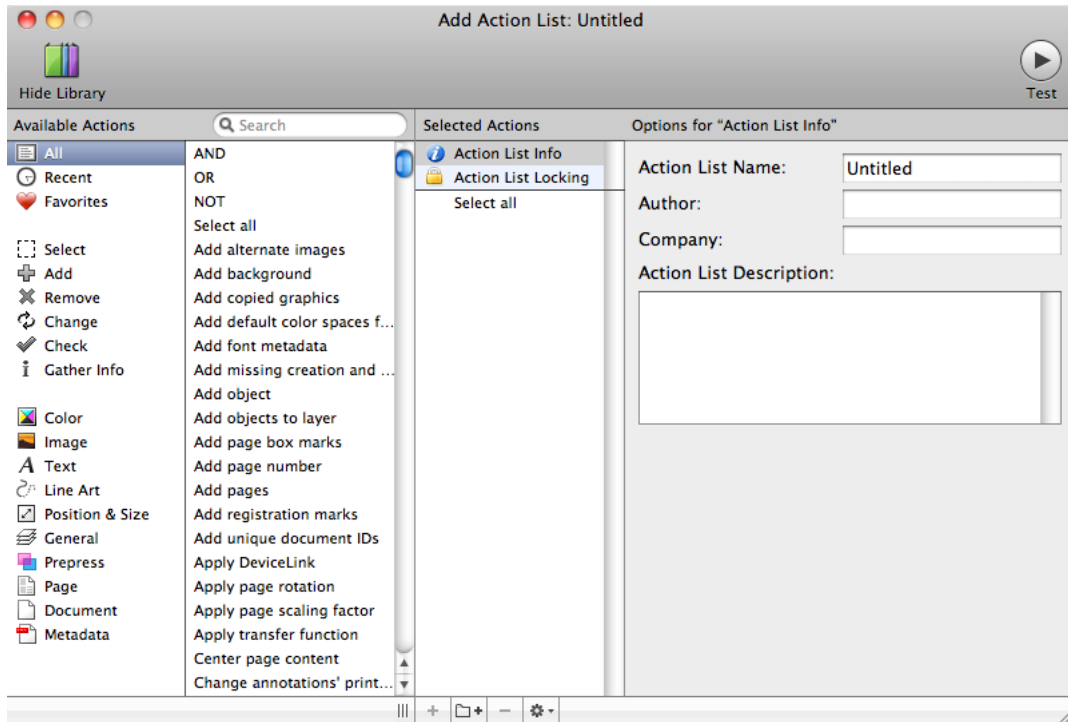 Add Action List: Untitled
Hide Library
Test
Available Actions
Search
Selected Actions
Options for "Action List Info"
All
Recent
Favorites
Select
Add
Remove
Change
Check
Gather Info
Color
Image
Text
Line Art
Position & Size
General
Prepress
Page
Document
Metadata
AND
OR
NOT
Select all
Add alternate images
Add background
Add copied graphics
Add default color spaces f...
Add font metadata
Add missing creation and ...
Add object
Add objects to layer
Add page box marks
Add page number
Add pages
Add registration marks
Add unique document IDs
Apply DeviceLink
Apply page rotation
Apply page scaling factor
Apply transfer function
Center page content
Change annotations' print...
Action List Info
Action List Locking
Select all
Action List Name: Untitled
Author:
Company:
Action List Description: